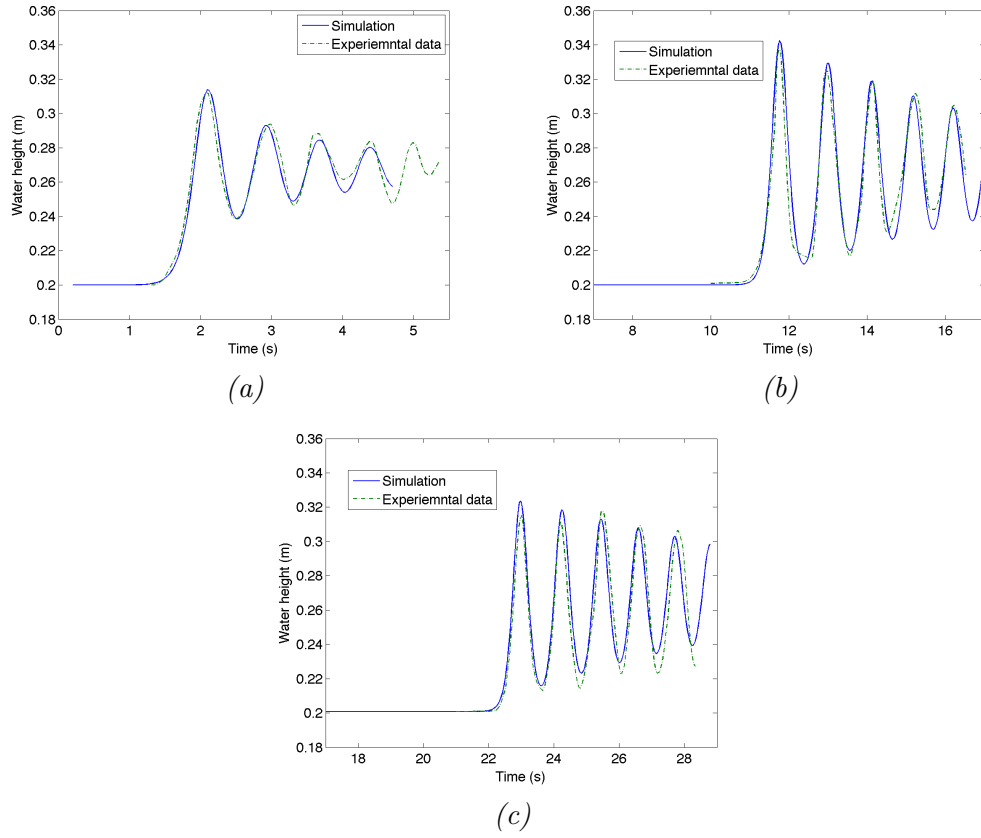 0.36
0.34
0.32
0.3
0.28
0.26
0.24
0.22
0.2
0.18
Water height (m)
Simulation
Experiemntal data
0 1 2 3 4 5
Time (s)
(a)
0.36
0.34
0.32
0.3
0.28
0.26
0.24
0.22
0.2
0.18
Water height (m)
Simulation
Experiemntal data
8 10 12 14 16
Time (s)
(b)
0.36
0.34
0.32
0.3
0.28
0.26
0.24
0.22
0.2
0.18
Water height (m)
Simulation
Experiemntal data
18 20 22 24 26 28
Time (s)
(c)